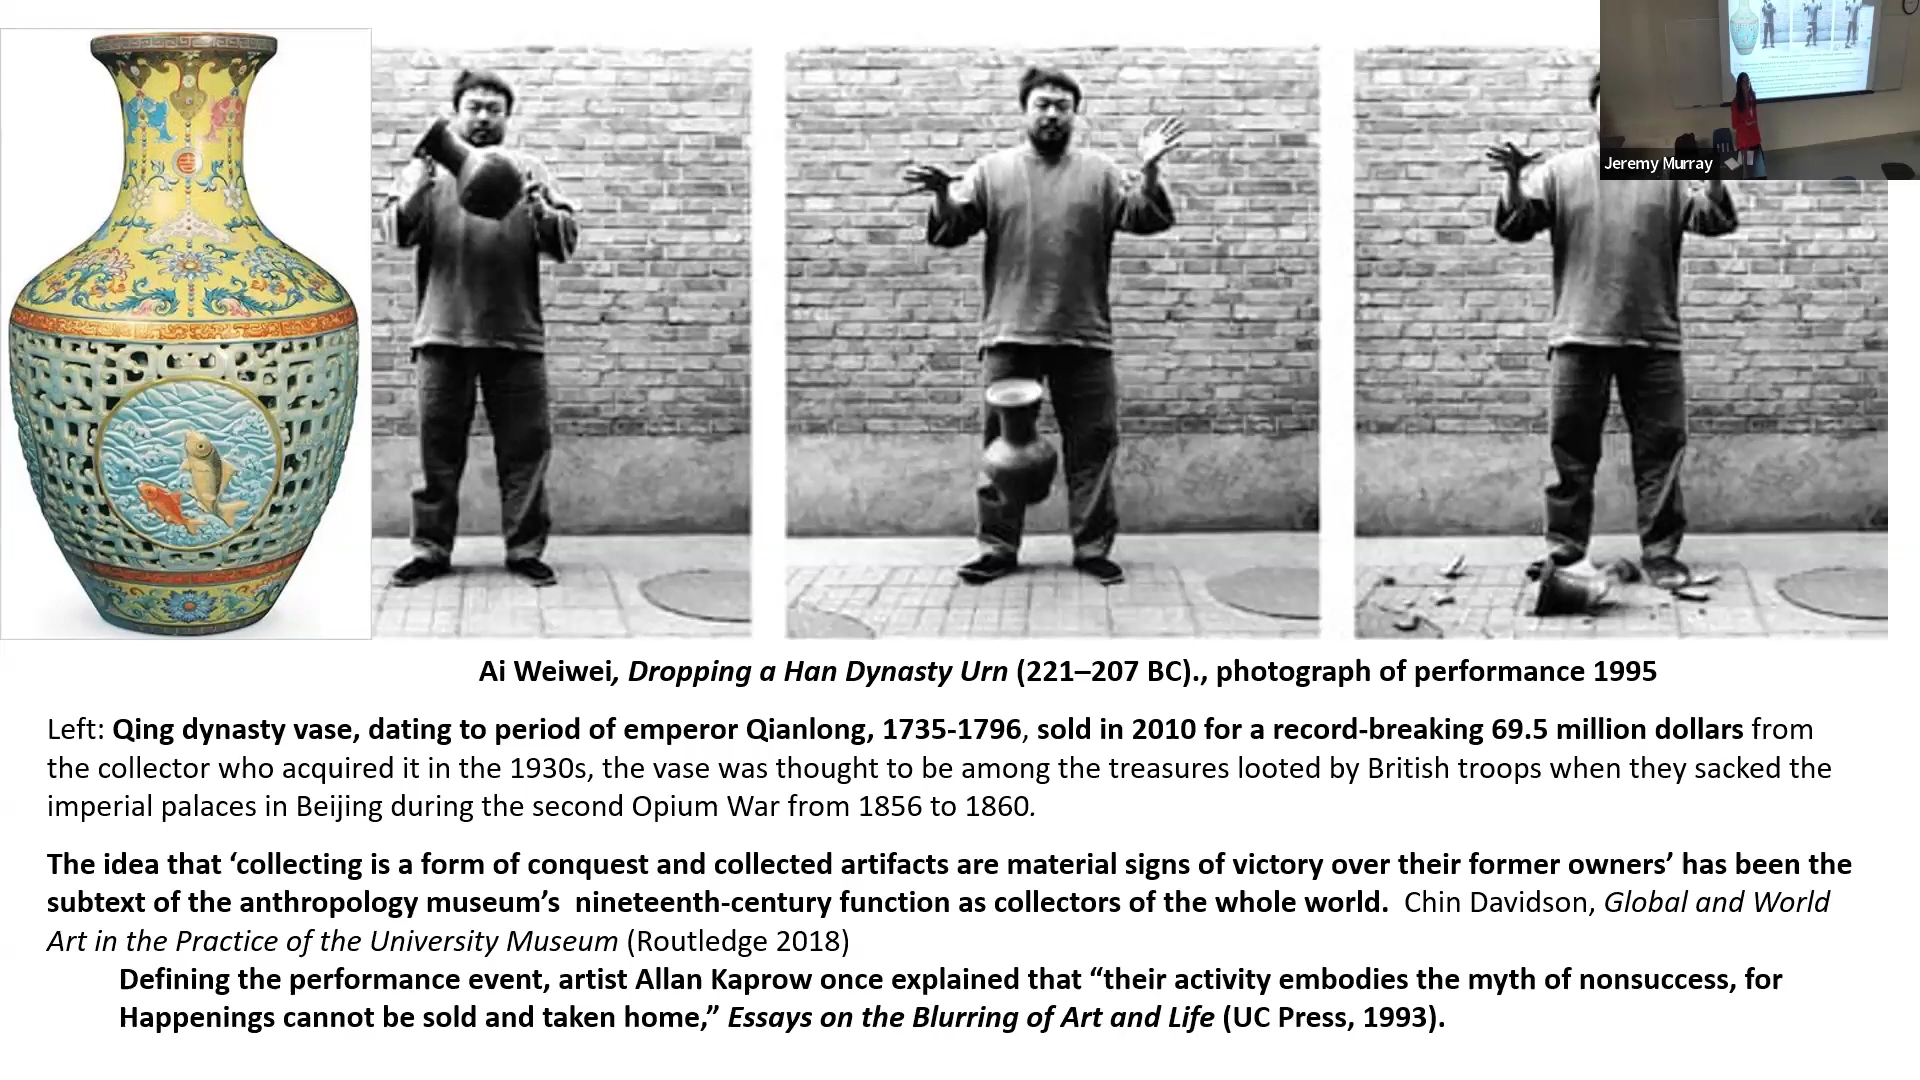 Jeremy Murray
Ai Weiwei, Dropping a Han Dynasty Urn (221–207 BC)., photograph of performance 1995
Left: Qing dynasty vase, dating to period of emperor Qianlong, 1735-1796, sold in 2010 for a record-breaking 69.5 million dollars from
the collector who acquired it in the 1930s, the vase was thought to be among the treasures looted by British troops when they sacked the
imperial palaces in Beijing during the second Opium War from 1856 to 1860.
The idea that ‘collecting is a form of conquest and collected artifacts are material signs of victory over their former owners’ has been the
subtext of the anthropology museum’s  nineteenth-century function as collectors of the whole world.  Chin Davidson, Global and World
Art in the Practice of the University Museum (Routledge 2018)
Defining the performance event, artist Allan Kaprow once explained that “their activity embodies the myth of nonsuccess, for
Happenings cannot be sold and taken home,” Essays on the Blurring of Art and Life (UC Press, 1993).